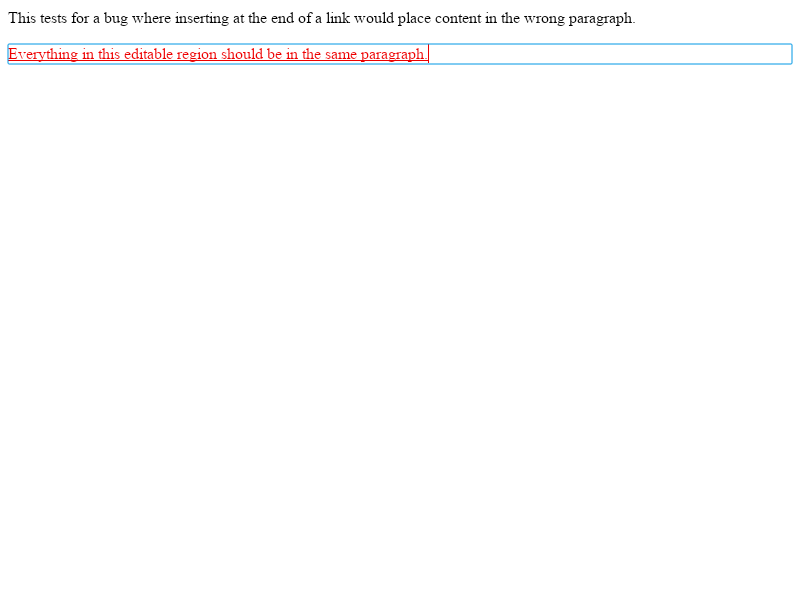 This tests for a bug where inserting at the end of a link would place content in the wrong paragraph.
Everything in this editable region should be in the same paragraph.